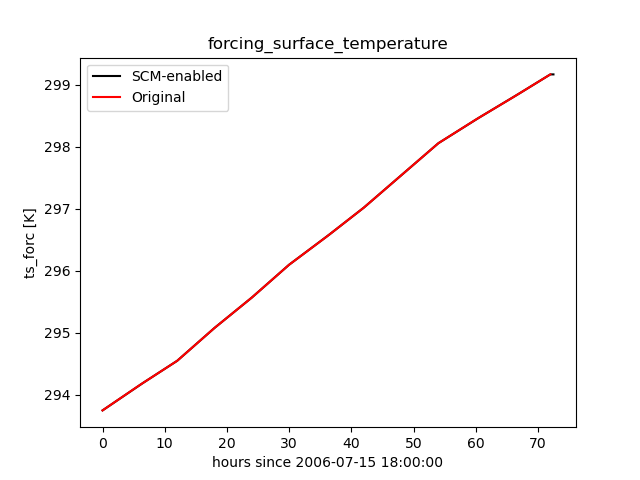 forcing_surface_temperature
SCM-enabled
Original
299
298
297
296
295
294
ts_forc [K]
0 10 20 30 40 50 60 70
hours since 2006-07-15 18:00:00